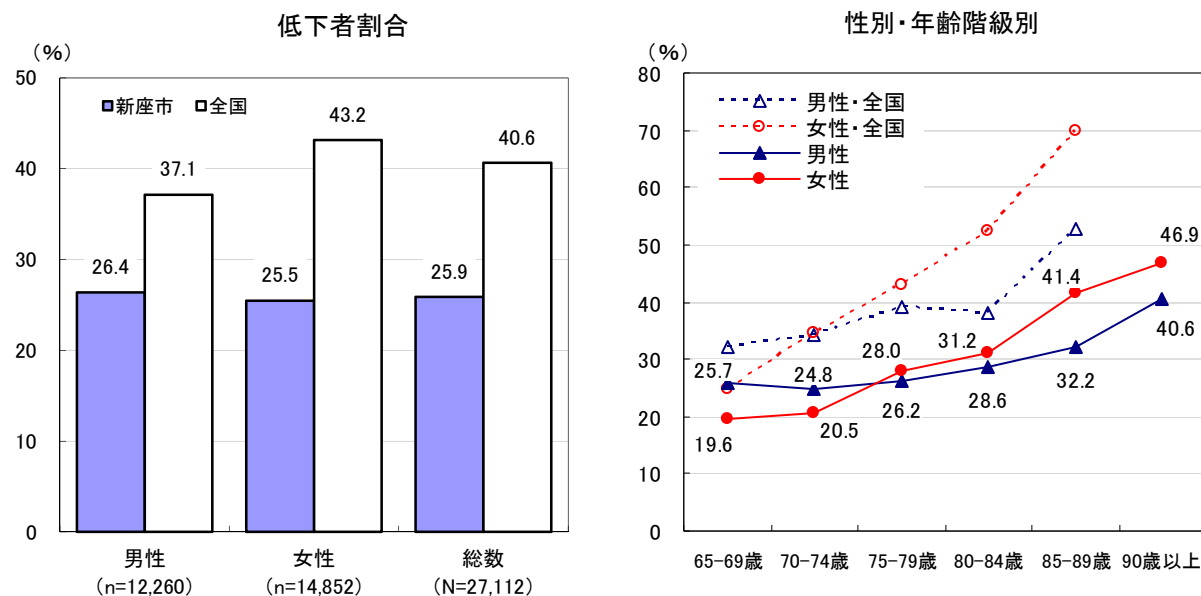 低下者割合
(%)
50
40
30
20
10
0
新座市 全国
26.4 37.1
25.5 43.2
25.9 40.6
男性 女性 総数
(n=12,260) (n=14,852) (N=27,112)
性別・年齢階級別
(%)
80
70
60
50
40
30
20
10
0
男性・全国
女性・全国
男性
女性
25.7 24.8 26.2 28.6 32.2 40.6
19.6 20.5 28.0 31.2 41.4 46.9
65-69歳 70-74歳 75-79歳 80-84歳 85-89歳 90歳以上